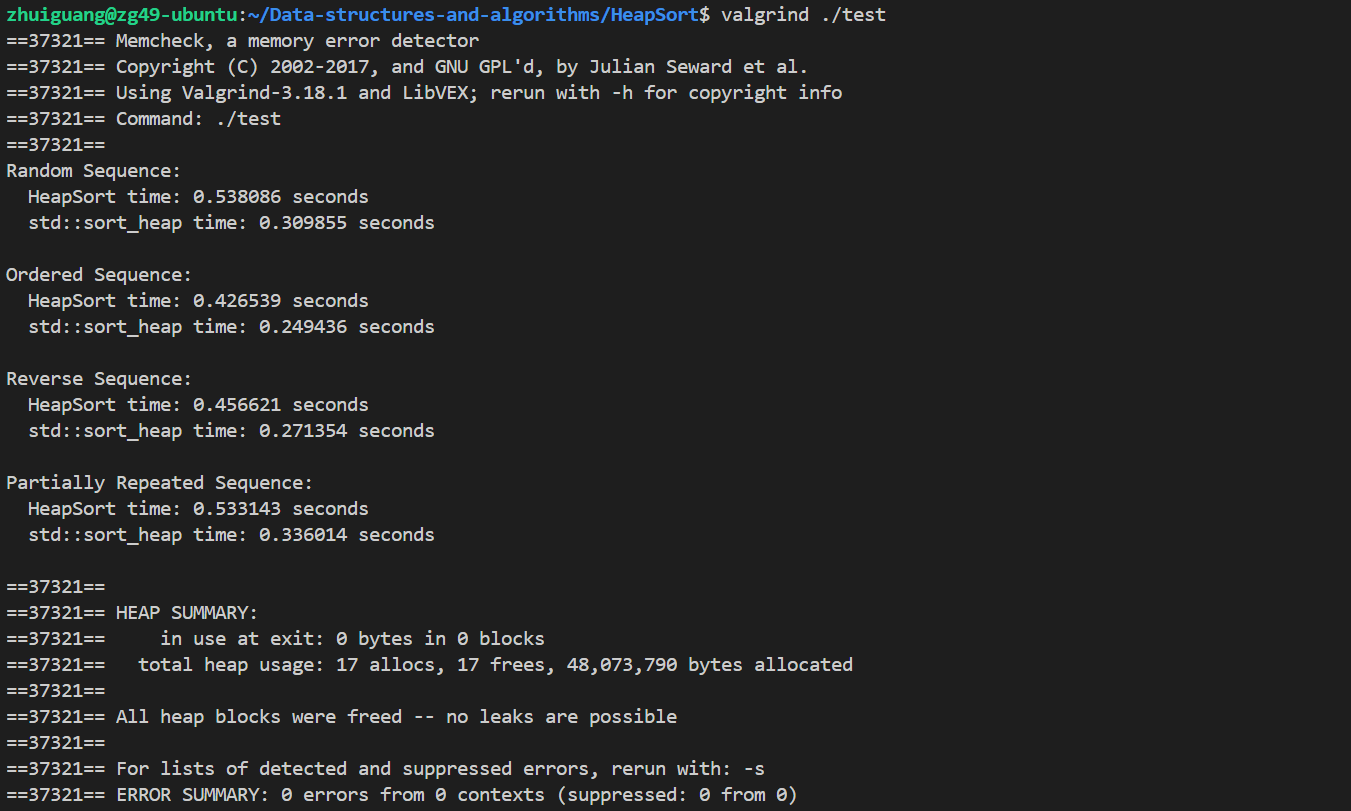 zhuiguang@zg49-ubuntu:~/Data-structures-and-algorithms/HeapSort$ valgrind ./test
==37321== Memcheck, a memory error detector
==37321== Copyright (C) 2002-2017, and GNU GPL'd, by Julian Seward et al.
==37321== Using Valgrind-3.18.1 and LibVEX; rerun with -h for copyright info
==37321== Command: ./test
==37321==
Random Sequence:
  HeapSort time: 0.538086 seconds
  std::sort_heap time: 0.309855 seconds

Ordered Sequence:
  HeapSort time: 0.426539 seconds
  std::sort_heap time: 0.249436 seconds

Reverse Sequence:
  HeapSort time: 0.456621 seconds
  std::sort_heap time: 0.271354 seconds

Partially Repeated Sequence:
  HeapSort time: 0.533143 seconds
  std::sort_heap time: 0.336014 seconds

==37321==
==37321== HEAP SUMMARY:
==37321==     in use at exit: 0 bytes in 0 blocks
==37321==   total heap usage: 17 allocs, 17 frees, 48,073,790 bytes allocated
==37321==
==37321== All heap blocks were freed -- no leaks are possible
==37321==
==37321== For lists of detected and suppressed errors, rerun with: -s
==37321== ERROR SUMMARY: 0 errors from 0 contexts (suppressed: 0 from 0)